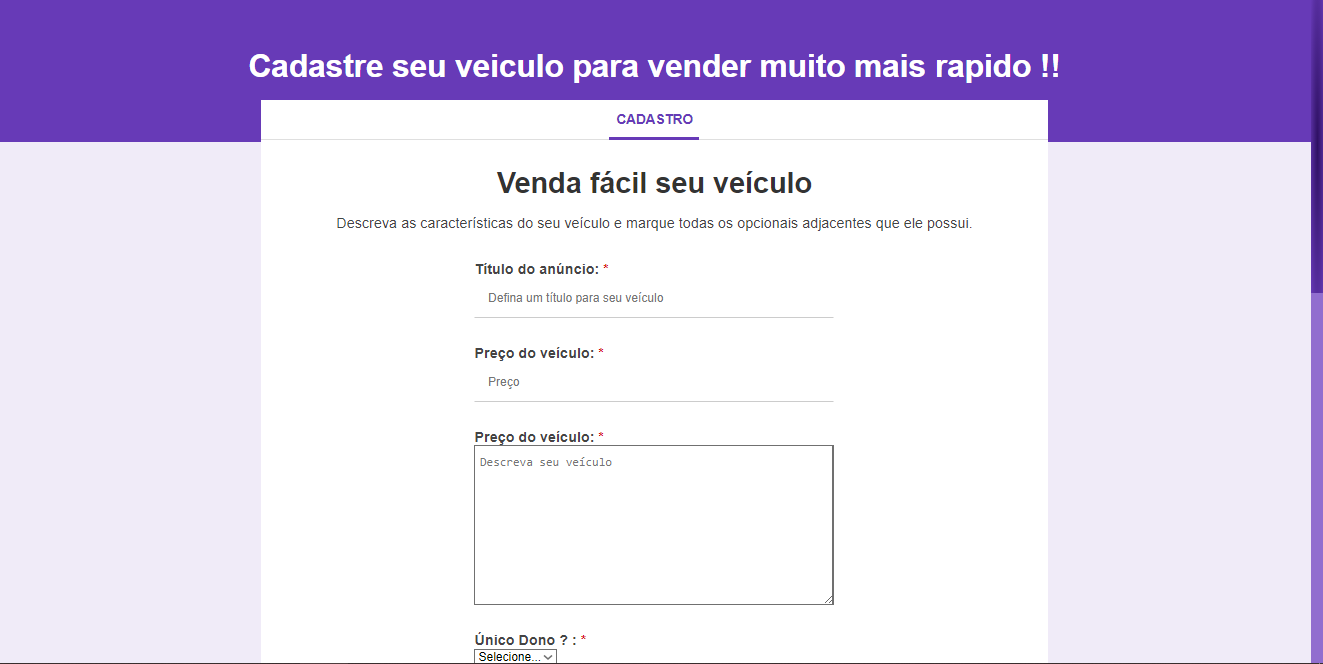 Cadastre seu veiculo para vender muito mais rapido !!
CADASTRO
Venda fácil seu veículo
Descreva as características do seu veículo e marque todas os opcionais adjacentes que ele possui.
Título do anúncio: *
Defina um título para seu veículo
Preço do veículo: *
Preço
Preço do veículo: *
Descreva seu veículo
Único Dono ? : *
Selecione...